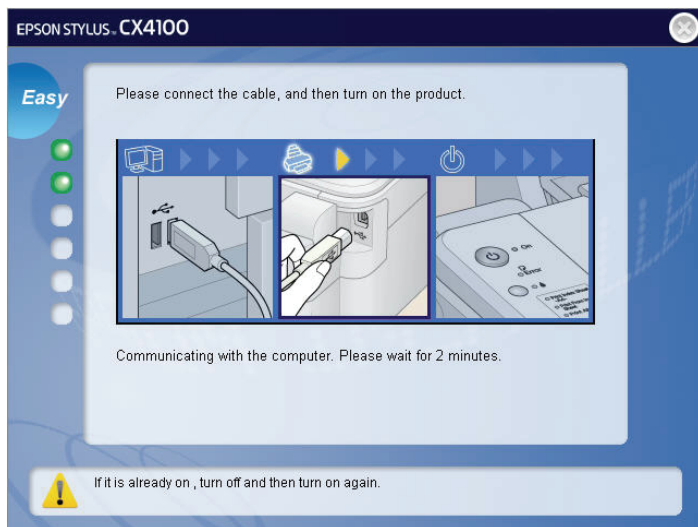 EPSON STYLUS CX4100
Easy
Please connect the cable, and then turn on the product.
On
Error
Communicating with the computer. Please wait for 2 minutes.
If it is already on , turn off and then turn on again.